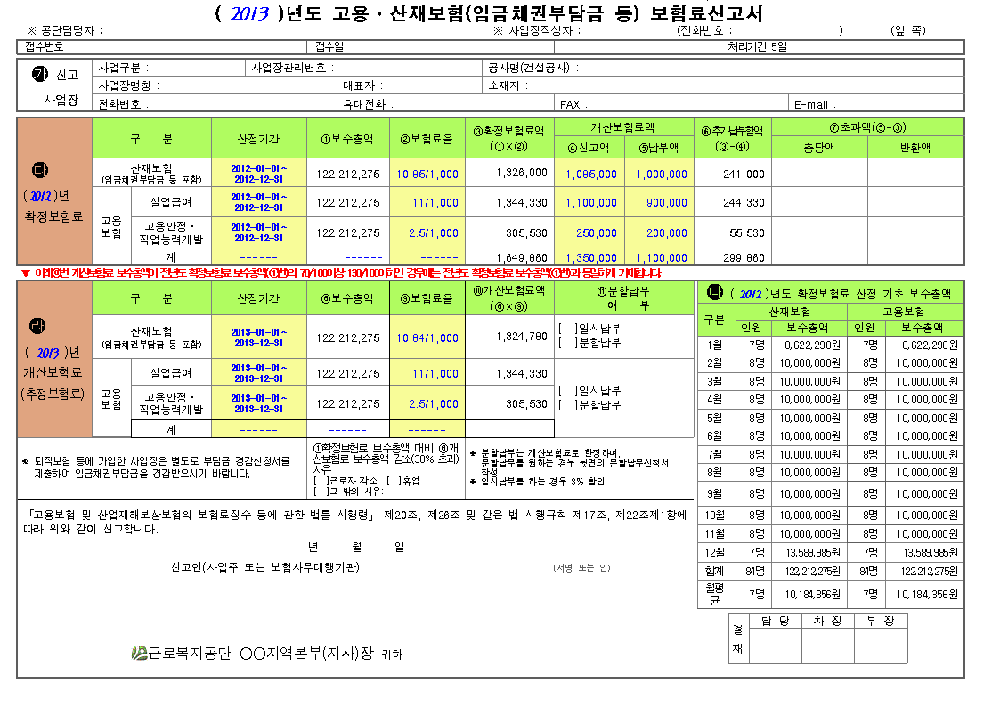 ( 2013 )년도 고용·산재보험(임금채권부담금 등) 보험료신고서
※ 공단담당자 : ※ 사업장작성자 : (전화번호 : ) (앞 쪽)
접수번호 접수일 처리기간 5일
㉮ 신고 사업장
사업구분 : 사업장관리번호 : 공사명(건설공사) :
사업장명칭 : 대표자 : 소재지 :
전화번호 : 휴대전화 : FAX : E-mail :
㉰ ( 2012 )년 확정보험료
구 분 산정기간 ①보수총액 ②보험료율 ③확정보험료액 (①×②) 개산보험료액 ④신고액 ⑤납부액 ⑥추가납부할액 (③-④) ⑦초과액(⑤-③) 충당액 반환액
산재보험 (임금채권부담금 등 포함) 2012-01-01~ 2012-12-31 122,212,275 10.85/1,000 1,326,000 1,085,000 1,000,000 241,000
고용 보험
실업급여 2012-01-01~ 2012-12-31 122,212,275 11/1,000 1,344,330 1,100,000 900,000 244,330
고용안정· 직업능력개발 2012-01-01~ 2012-12-31 122,212,275 2.5/1,000 305,530 250,000 200,000 55,530
계 ------ ------ ------ 1,649,860 1,350,000 1,100,000 299,860
▼ 아래⑧번 개산보험료 보수총액이 전년도 확정보험료 보수총액(①번)의 70/100이상 130/100이하인 경우에는 전년도 확정보험료 보수총액(①번)과 동일하게 기재합니다.
㉱ ( 2013 )년 개산보험료 (추정보험료)
구 분 산정기간 ⑧보수총액 ⑨보험료율 ⑩개산보험료액 (⑧×⑨) ⑪분할납부 여 부
산재보험 (임금채권부담금 등 포함) 2013-01-01~ 2013-12-31 122,212,275 10.84/1,000 1,324,780 [ ]일시납부 [ ]분할납부
고용 보험
실업급여 2013-01-01~ 2013-12-31 122,212,275 11/1,000 1,344,330
고용안정· 직업능력개발 2013-01-01~ 2013-12-31 122,212,275 2.5/1,000 305,530
[ ]일시납부
[ ]분할납부
계 ------ ------ ------
※ 퇴직보험 등에 가입한 사업장은 별도로 부담금 경감신청서를
제출하여 임금채권부담금을 경감받으시기 바랍니다.
①확정보험료 보수총액 대비 ⑧개
산보험료 보수총액 감소(30% 초과)
사유
[ ]근로자 감소 [ ]휴업
[ ]그 밖의 사유:
※ 분할납부는 개산보험료로 한정하며,
분할납부를 원하는 경우 뒷면의 분할납부신청서
작성
※ 일시납부를 하는 경우 3% 할인
「고용보험 및 산업재해보상보험의 보험료징수 등에 관한 법률 시행령」 제20조, 제26조 및 같은 법 시행규칙 제17조, 제22조제1항에
따라 위와 같이 신고합니다.
년 월 일
신고인(사업주 또는 보험사무대행기관) (서명 또는 인)
근로복지공단 〇〇지역본부(지사)장 귀하
㉯ ( 2012 )년도 확정보험료 산정 기초 보수총액
구분 산재보험 고용보험
인원 보수총액 인원 보수총액
1월 7명 8,622,290원 7명 8,622,290원
2월 8명 10,000,000원 8명 10,000,000원
3월 8명 10,000,000원 8명 10,000,000원
4월 8명 10,000,000원 8명 10,000,000원
5월 8명 10,000,000원 8명 10,000,000원
6월 8명 10,000,000원 8명 10,000,000원
7월 8명 10,000,000원 8명 10,000,000원
8월 8명 10,000,000원 8명 10,000,000원
9월 8명 10,000,000원 8명 10,000,000원
10월 8명 10,000,000원 8명 10,000,000원
11월 8명 10,000,000원 8명 10,000,000원
12월 7명 13,589,985원 7명 13,589,985원
합계 84명 122,212,275원 84명 122,212,275원
월평균 7명 10,184,356원 7명 10,184,356원
결재 담 당 차 장 부 장